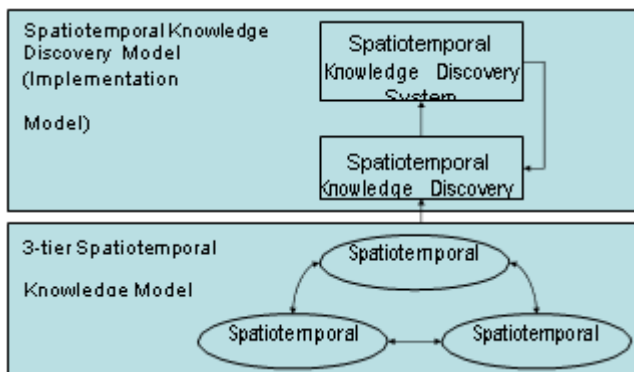 Spatiotemporal Knowledge
Discovery Model
(Implementation
Model)
Spatiotemporal
Knowledge Discovery
System
Spatiotemporal
Knowledge Discovery
3-tier Spatiotemporal
Knowledge Model
Spatiotemporal
Spatiotemporal
Spatiotemporal